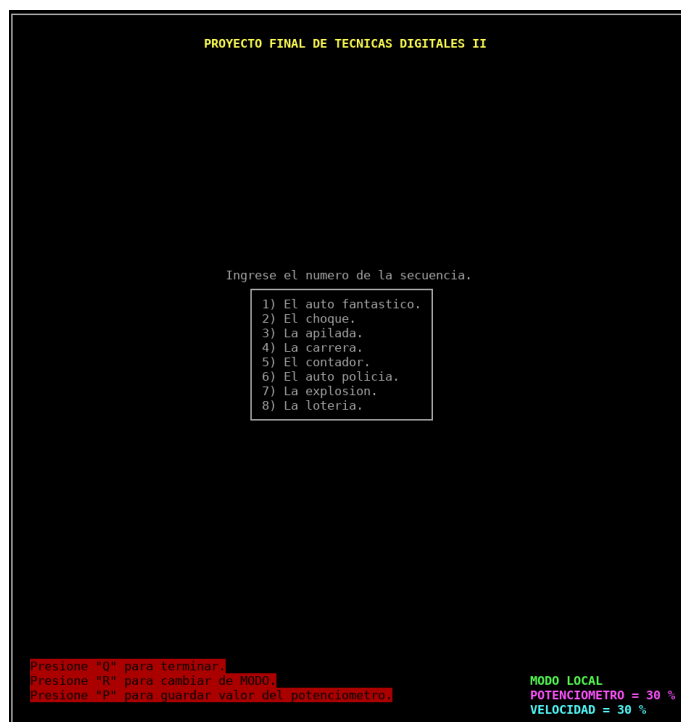 PROYECTO FINAL DE TECNICAS DIGITALES II
Ingrese el numero de la secuencia.
1) El auto fantastico.
2) El choque.
3) La apilada.
4) La carrera.
5) El contador.
6) El auto policia.
7) La explosion.
8) La loteria.
Presione "Q" para terminar.
Presione "R" para cambiar de MODO.
Presione "P" para guardar valor del potenciometro.
MODO LOCAL
POTENCIOMETRO = 30 %
VELOCIDAD = 30 %